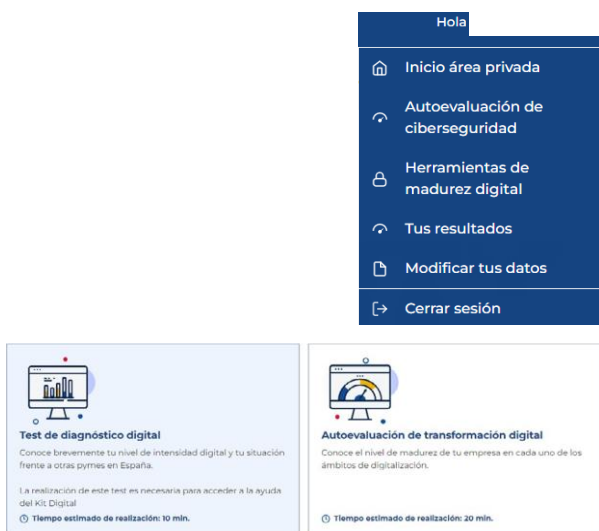 Hola
Inicio área privada
Autoevaluación de
ciberseguridad
Herramientas de
madurez digital
Tus resultados
Modificar tus datos
Cerrar sesión
Test de diagnóstico digital
Conoce brevemente tu nivel de intensidad digital y tu situación
frente a otras pymes en España.
La realización de este test es necesaria para acceder a la ayuda
del Kit Digital
Tiempo estimado de realización: 10 min.
Autoevaluación de transformación digital
Conoce el nivel de madurez de tu empresa en cada uno de los
ámbitos de digitalización.
Tiempo estimado de realización: 20 min.